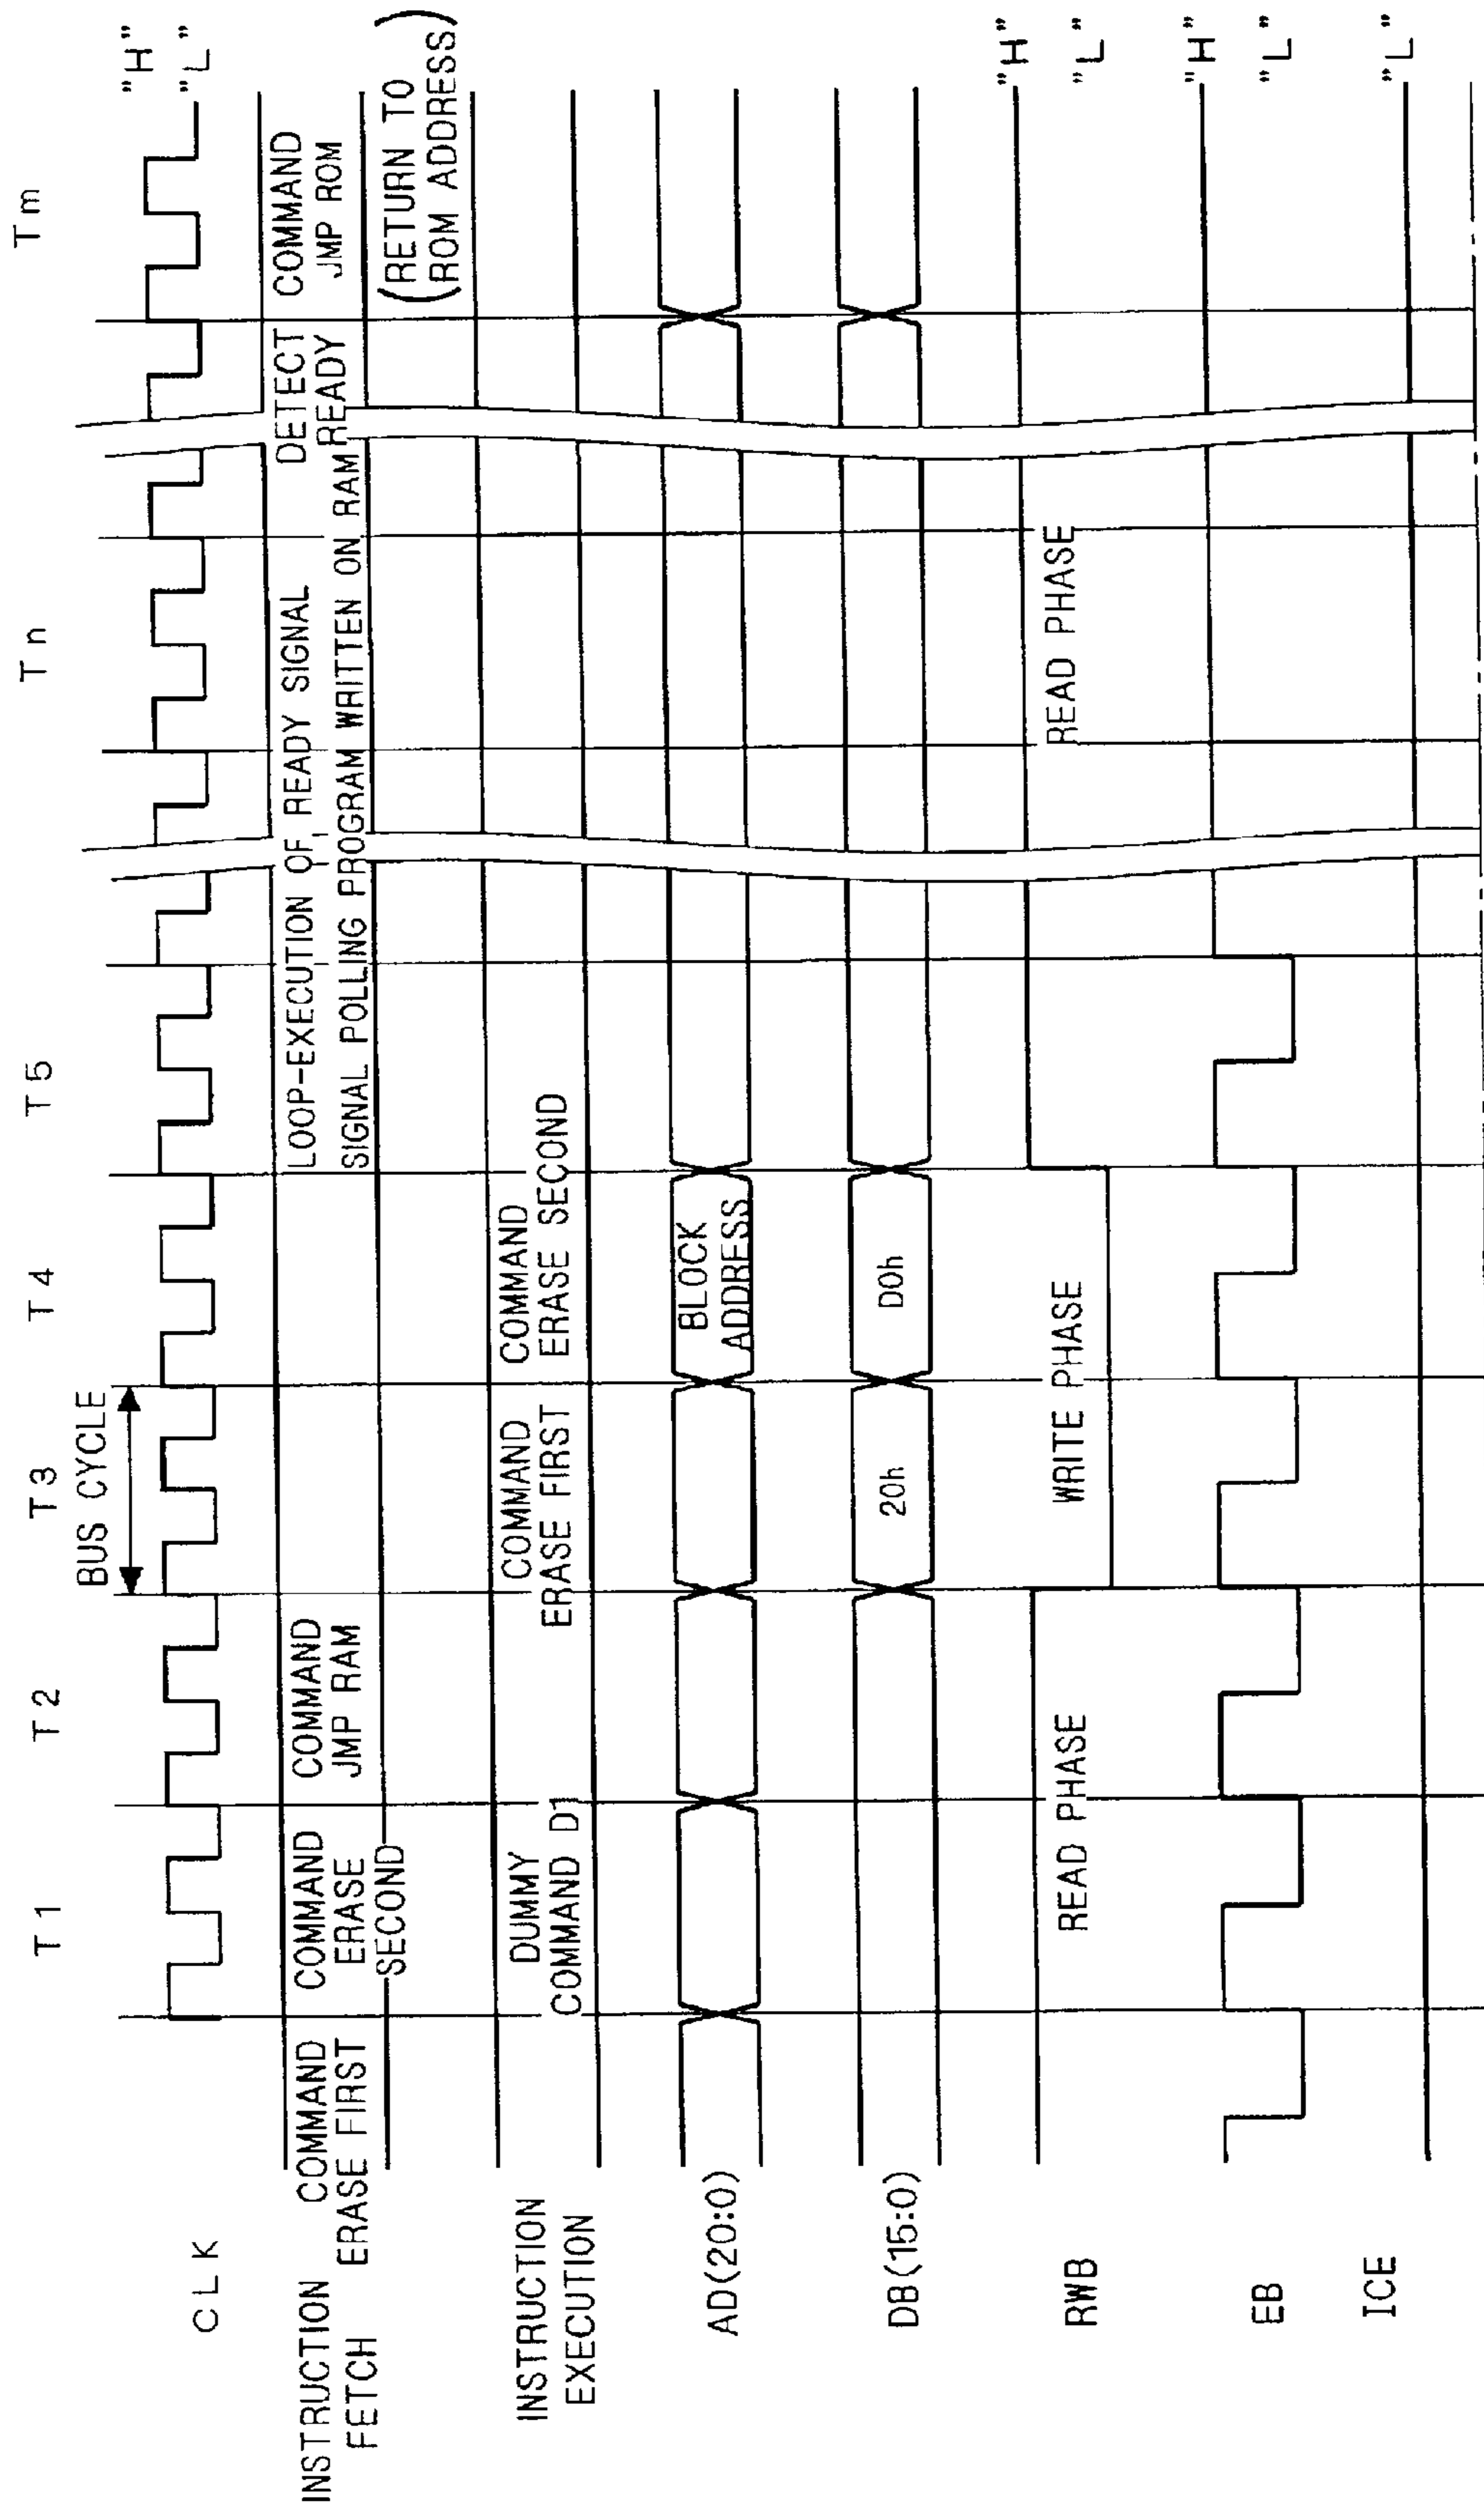 T1
T2
T3
T4
T5
Tn
Tm
BUS CYCLE
CLK
"H"
"L"
INSTRUCTION
FETCH
COMMAND
ERASE FIRST
COMMAND
ERASE
SECOND
COMMAND
JMP RAM
LOOP-EXECUTION OF READY SIGNAL
SIGNAL POLLING PROGRAM WRITTEN ON RAM
DETECT
READY
COMMAND
JMP ROM
(RETURN TO
ROM ADDRESS)
INSTRUCTION
EXECUTION
DUMMY
COMMAND D1
COMMAND
ERASE FIRST
COMMAND
ERASE SECOND
AD(20:0)
BLOCK
ADDRESS
DB(15:0)
20h
D0h
RWB
READ PHASE
WRITE PHASE
READ PHASE
"H"
"L"
EB
"H"
"L"
ICE
"L"